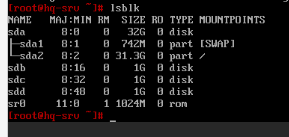 [root@hq-srv ~]# lsblk
NAME   MAJ:MIN RM  SIZE RO TYPE MOUNTPOINTS
sda      8:0    0   32G  0 disk
├─sda1   8:1    0  742M  0 part [SWAP]
└─sda2   8:2    0 31.3G  0 part /
sdb      8:16   0    1G  0 disk
sdc      8:32   0    1G  0 disk
sdd      8:48   0    1G  0 disk
sr0     11:0    1 1024M  0 rom
[root@hq-srv ~]# _